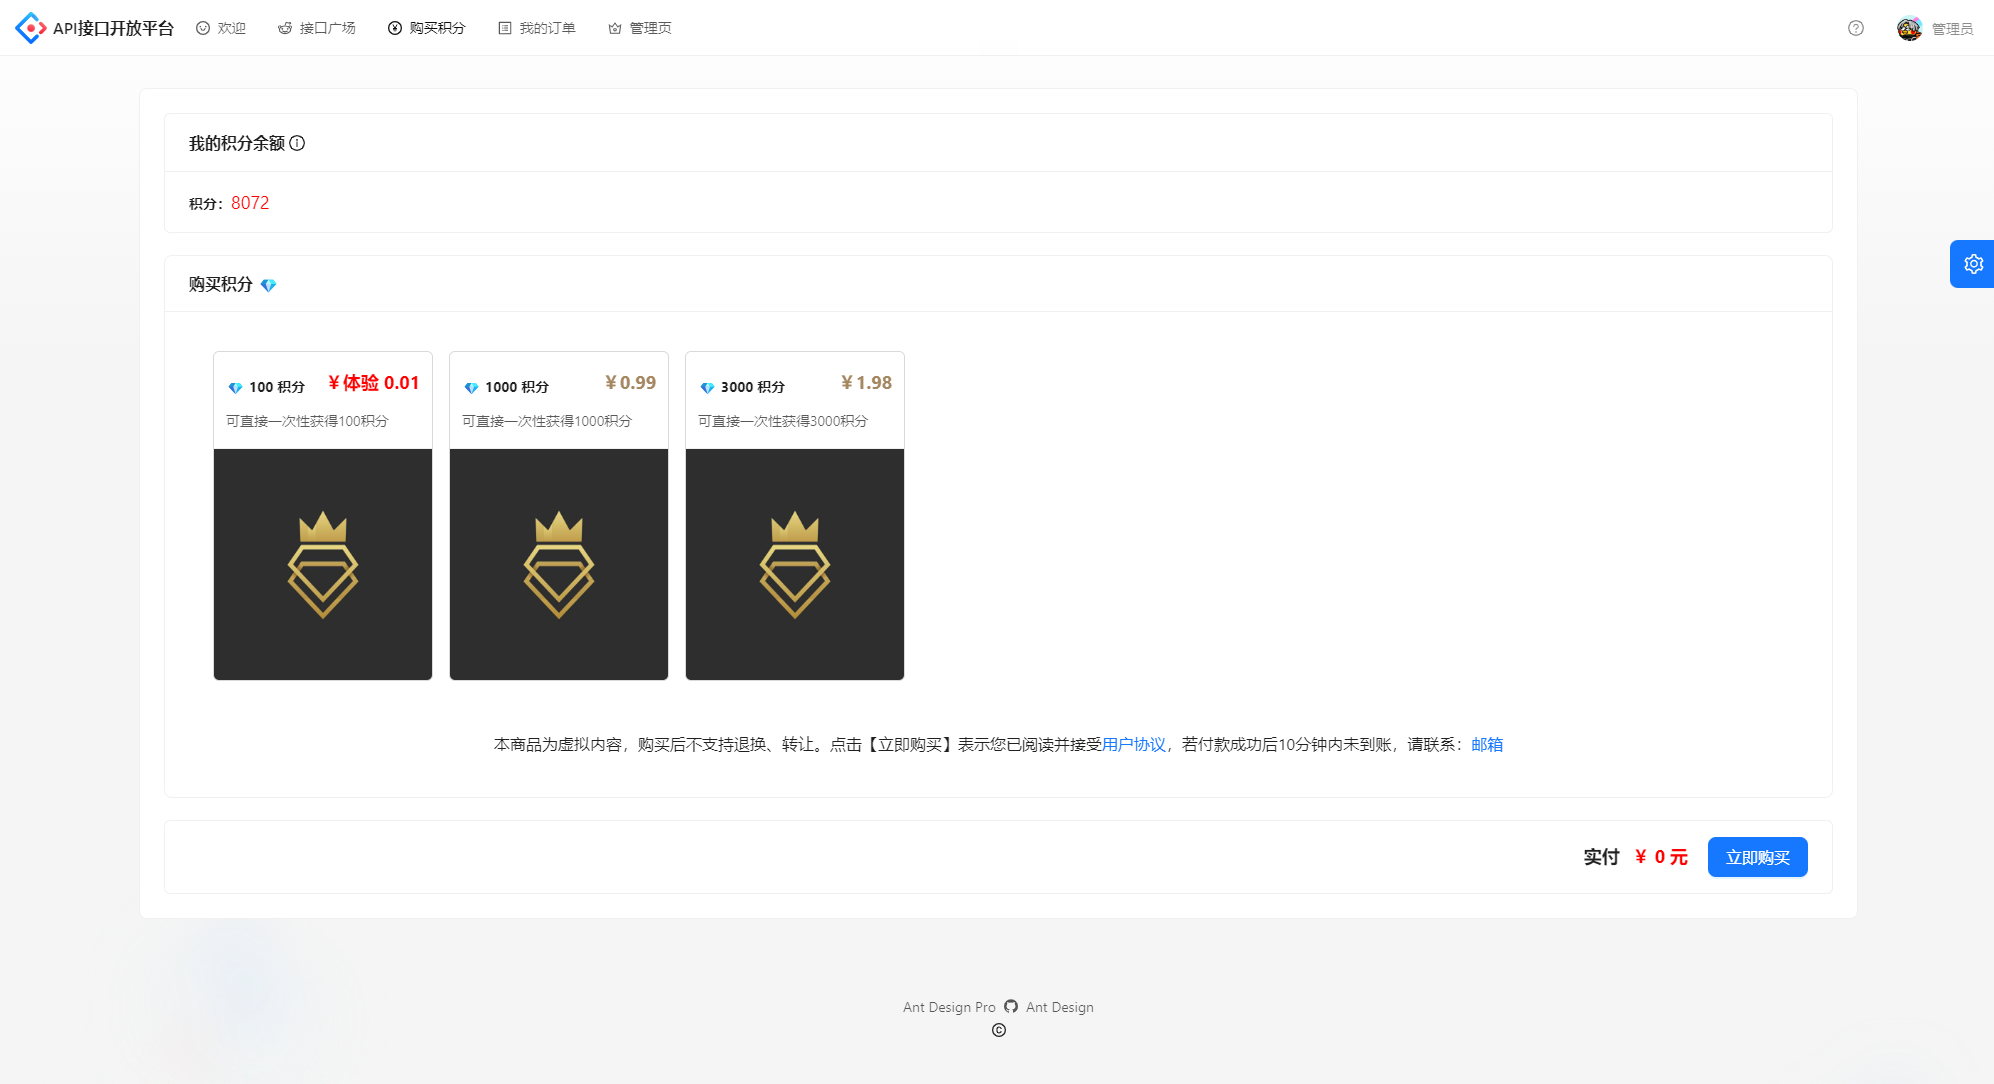 API接口开放平台 欢迎 接口广场 购买积分 我的订单 管理页 管理员
我的积分余额
积分：8072
购买积分
100 积分 ￥体验 0.01
可直接一次性获得100积分
1000 积分 ￥0.99
可直接一次性获得1000积分
3000 积分 ￥1.98
可直接一次性获得3000积分
本商品为虚拟内容，购买后不支持退换、转让。点击【立即购买】表示您已阅读并接受用户协议，若付款成功后10分钟内未到账，请联系：邮箱
实付 ￥ 0 元 立即购买
Ant Design Pro Ant Design
©